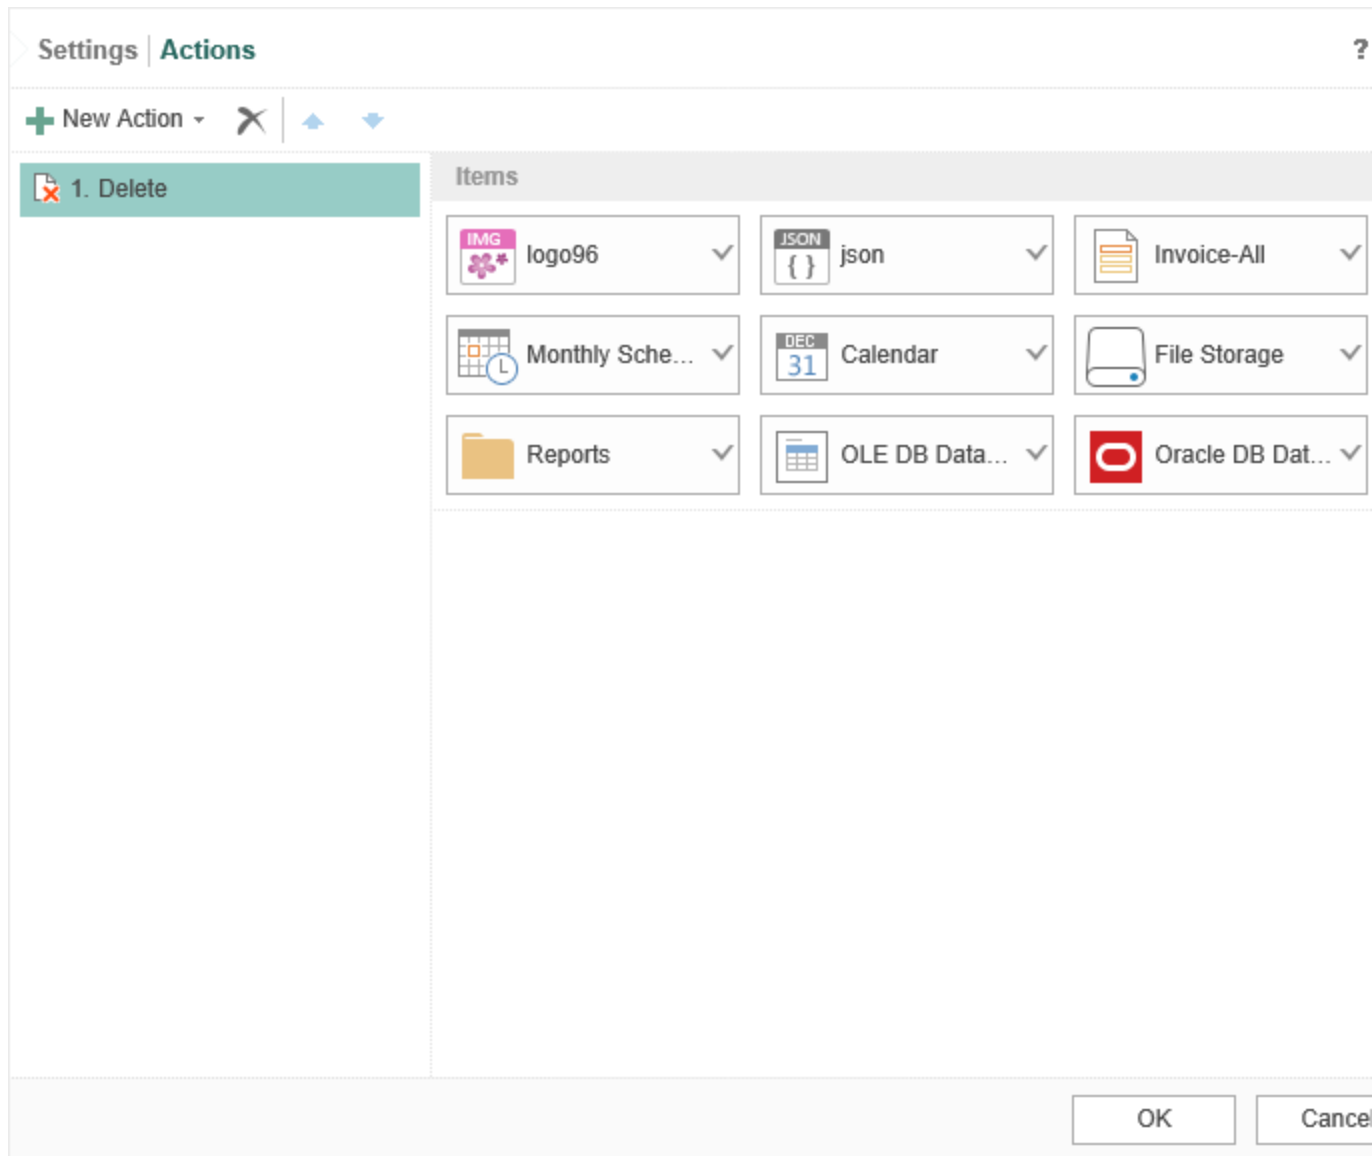 Settings Actions ?
New Action
1. Delete
Items
IMG logo96 JSON { } json Invoice-All
Monthly Sche... DEC 31 Calendar File Storage
Reports OLE DB Data... Oracle DB Dat...
OK Cancel